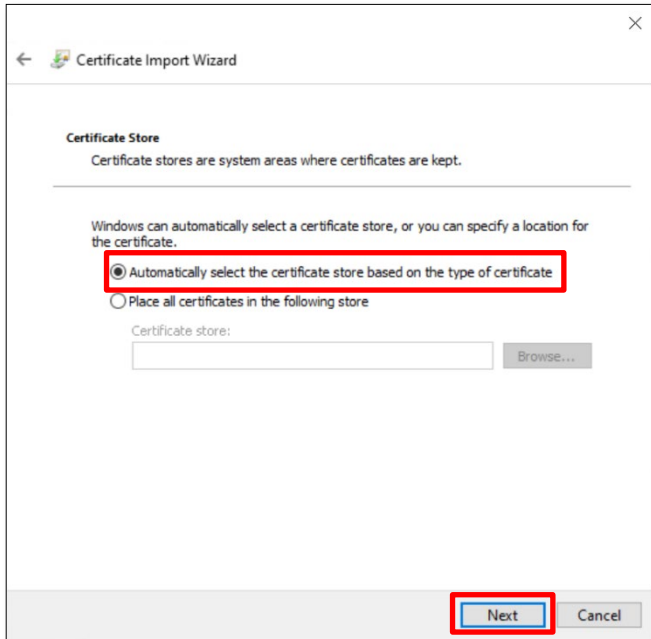 Certificate Import Wizard
Certificate Store
Certificate stores are system areas where certificates are kept.
Windows can automatically select a certificate store, or you can specify a location for
the certificate.
Automatically select the certificate store based on the type of certificate
Place all certificates in the following store
Certificate store:
Browse...
Next
Cancel